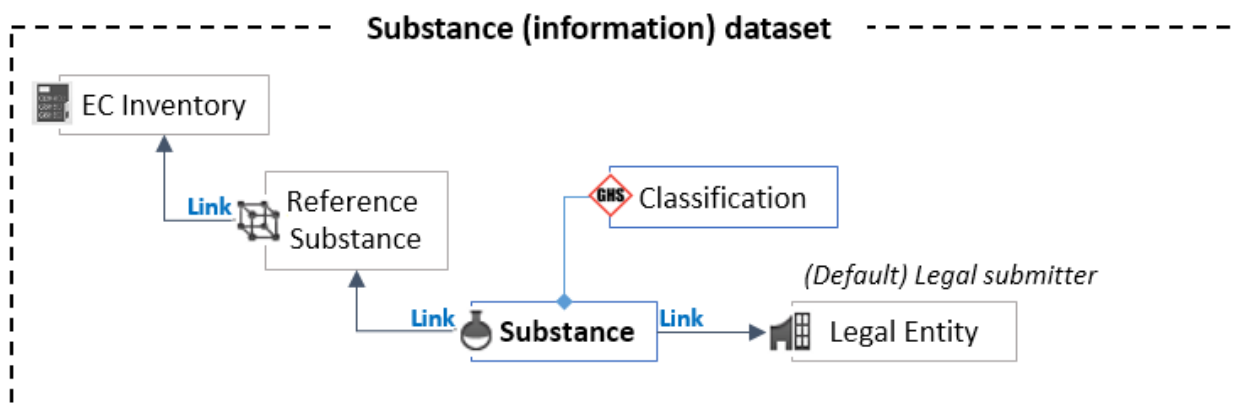 Substance (information) dataset
EC Inventory
Link
Reference
Substance
GHS
Classification
(Default) Legal submitter
Link
Substance
Link
Legal Entity